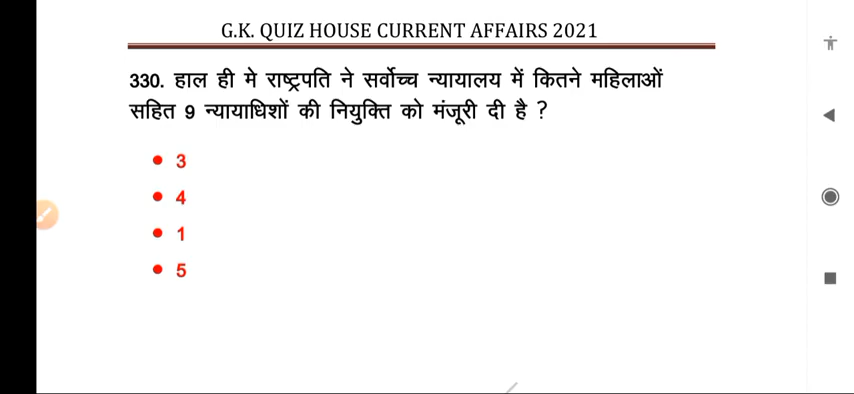 G.K. QUIZ HOUSE CURRENT AFFAIRS 2021
330. हाल ही मे राष्ट्रपति ने सर्वोच्च न्यायालय में कितने महिलाओं
सहित 9 न्यायाधिशों की नियुक्ति को मंजूरी दी है ?
• 3
• 4
• 1
• 5